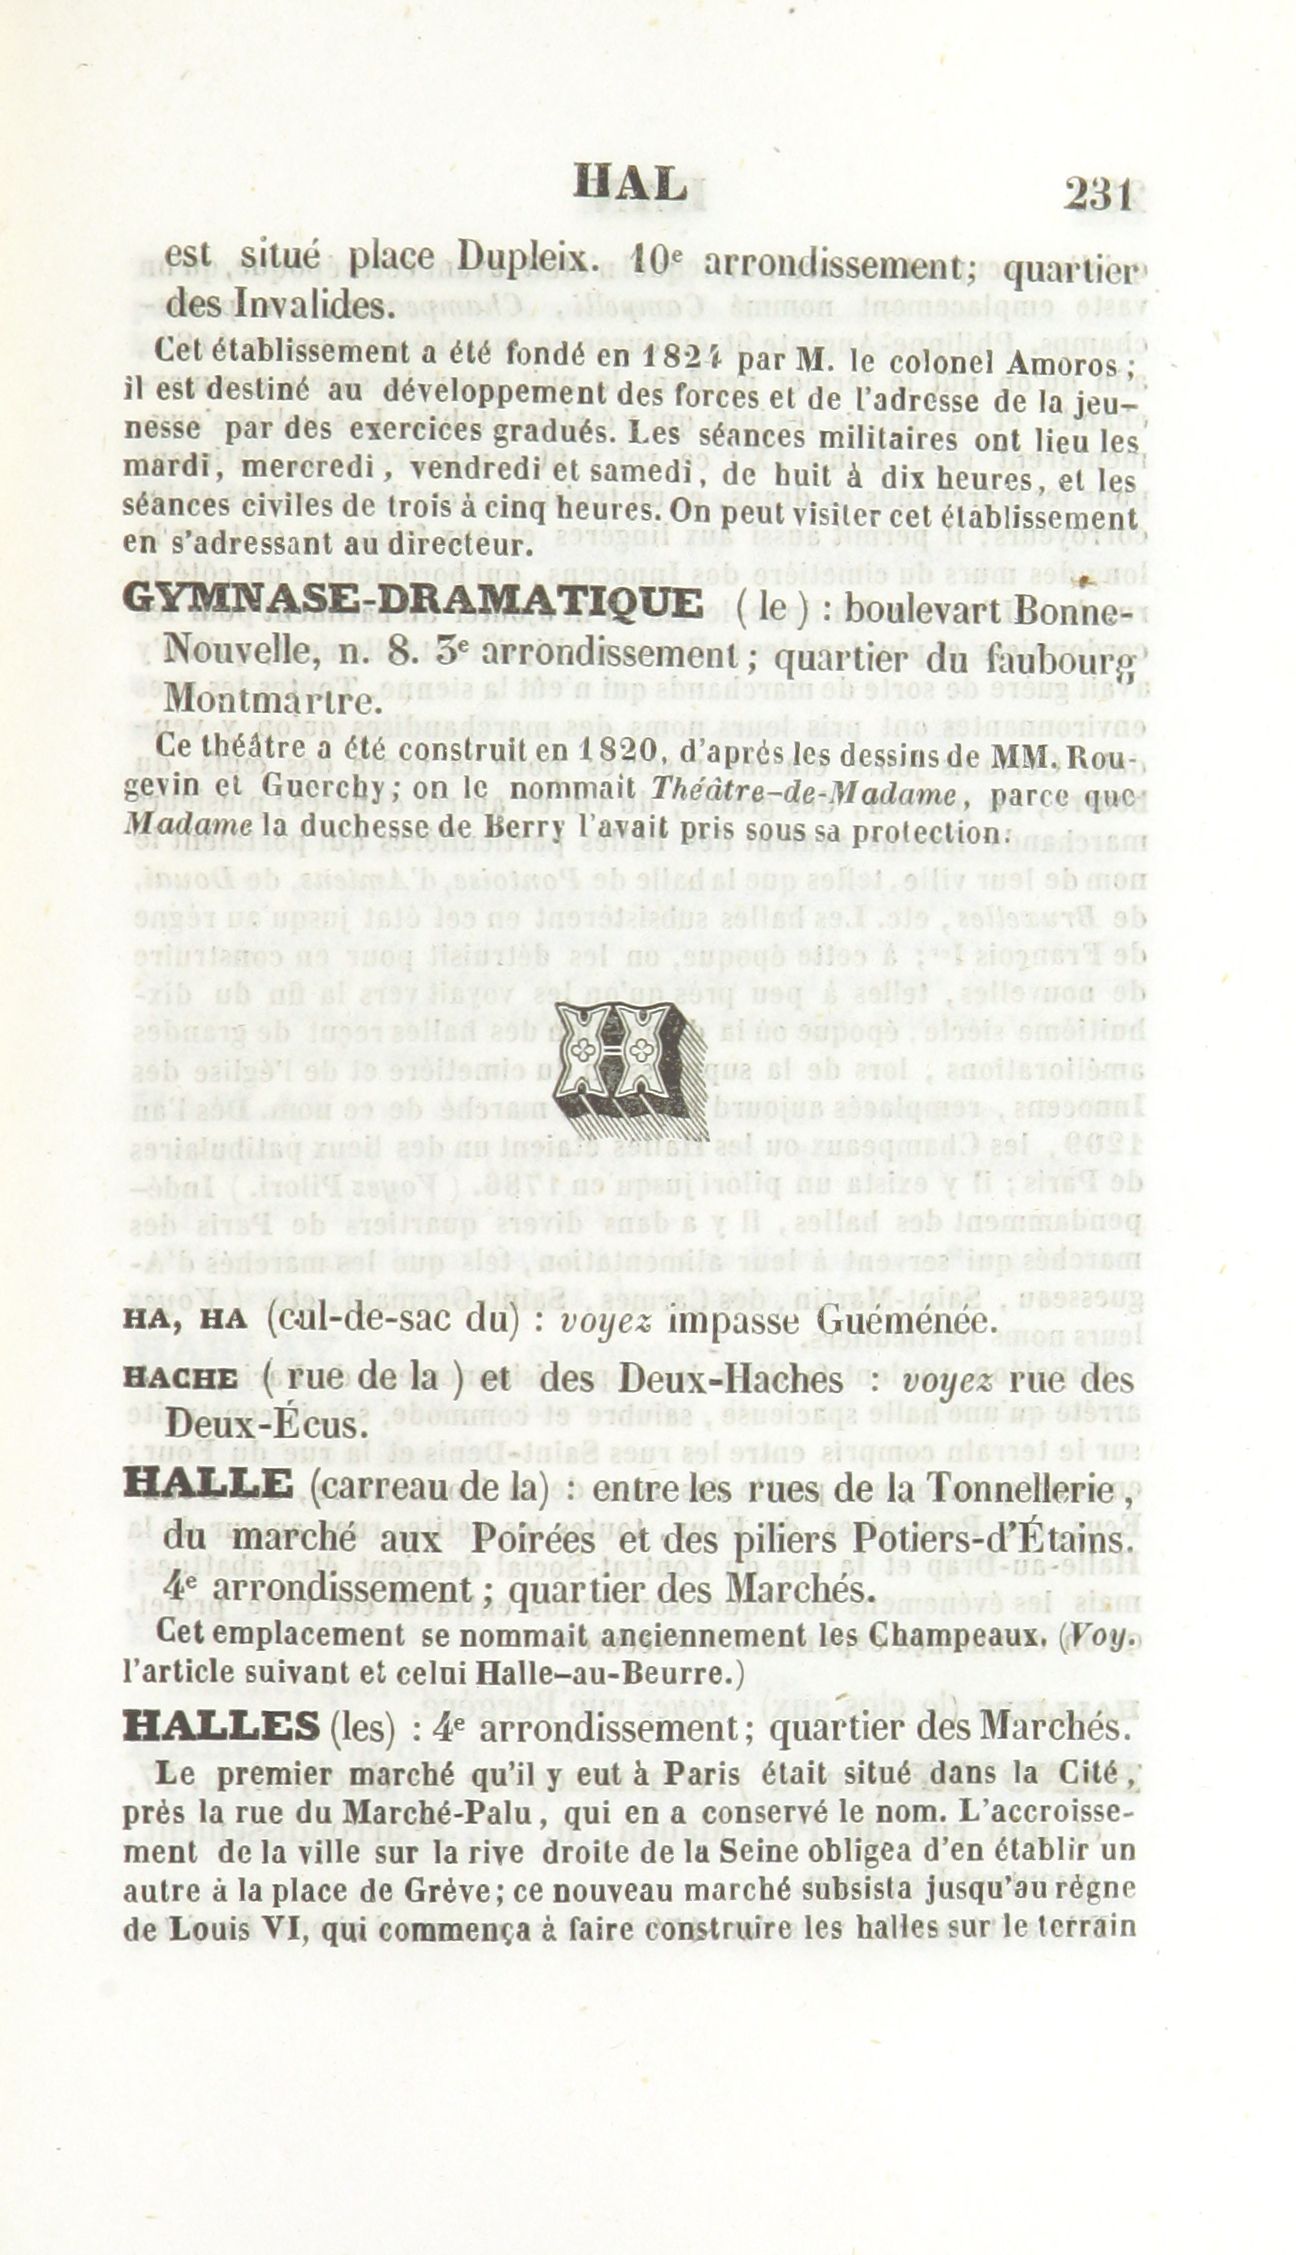 HAL 231
est situé place Dupleix. 10e arrondissement; quartier
des Invalides.
Cet établissement a été fondé en 1824 par M. le colonel Amoros;
il est destiné au développement des forces et de l'adresse de la jeu-
nesse par des exercices gradués. Les séances militaires ont lieu les
mardi, mercredi, vendredi et samedi, de huit à dix heures, et les
séances civiles de trois à cinq heures. On peut visiter cet établissement
en s'adressant au directeur.
GYMNASE-DRAMATIQUE (le) : boulevart Bonne-
Nouvelle, n. 8. 3e arrondissement; quartier du faubourg
Montmartre.
Ce théâtre a été construit en 1820, d'après les dessins de MM. Rou-
gevin et Guerchy; on le nommait Théâtre-de-Madame, parce que
Madame la duchesse de Berry l'avait pris sous sa protection.
H
HA, HA (cul-de-sac du) : voyez impasse Guéménée.
HACHE (rue de la) et des Deux-Haches : voyez rue des
Deux-Écus.
HALLE (carreau de la) : entre les rues de la Tonnellerie,
du marché aux Poirées et des piliers Potiers-d'Étains.
4e arrondissement; quartier des Marchés.
Cet emplacement se nommait anciennement les Champeaux. (Voy.
l'article suivant et celui Halle-au-Beurre.)
HALLES (les) : 4e arrondissement; quartier des Marchés.
Le premier marché qu'il y eut à Paris était situé dans la Cité,
près la rue du Marché-Palu, qui en a conservé le nom. L'accroisse-
ment de la ville sur la rive droite de la Seine obligea d'en établir un
autre à la place de Grève; ce nouveau marché subsista jusqu'au règne
de Louis VI, qui commença à faire construire les halles sur le terrain